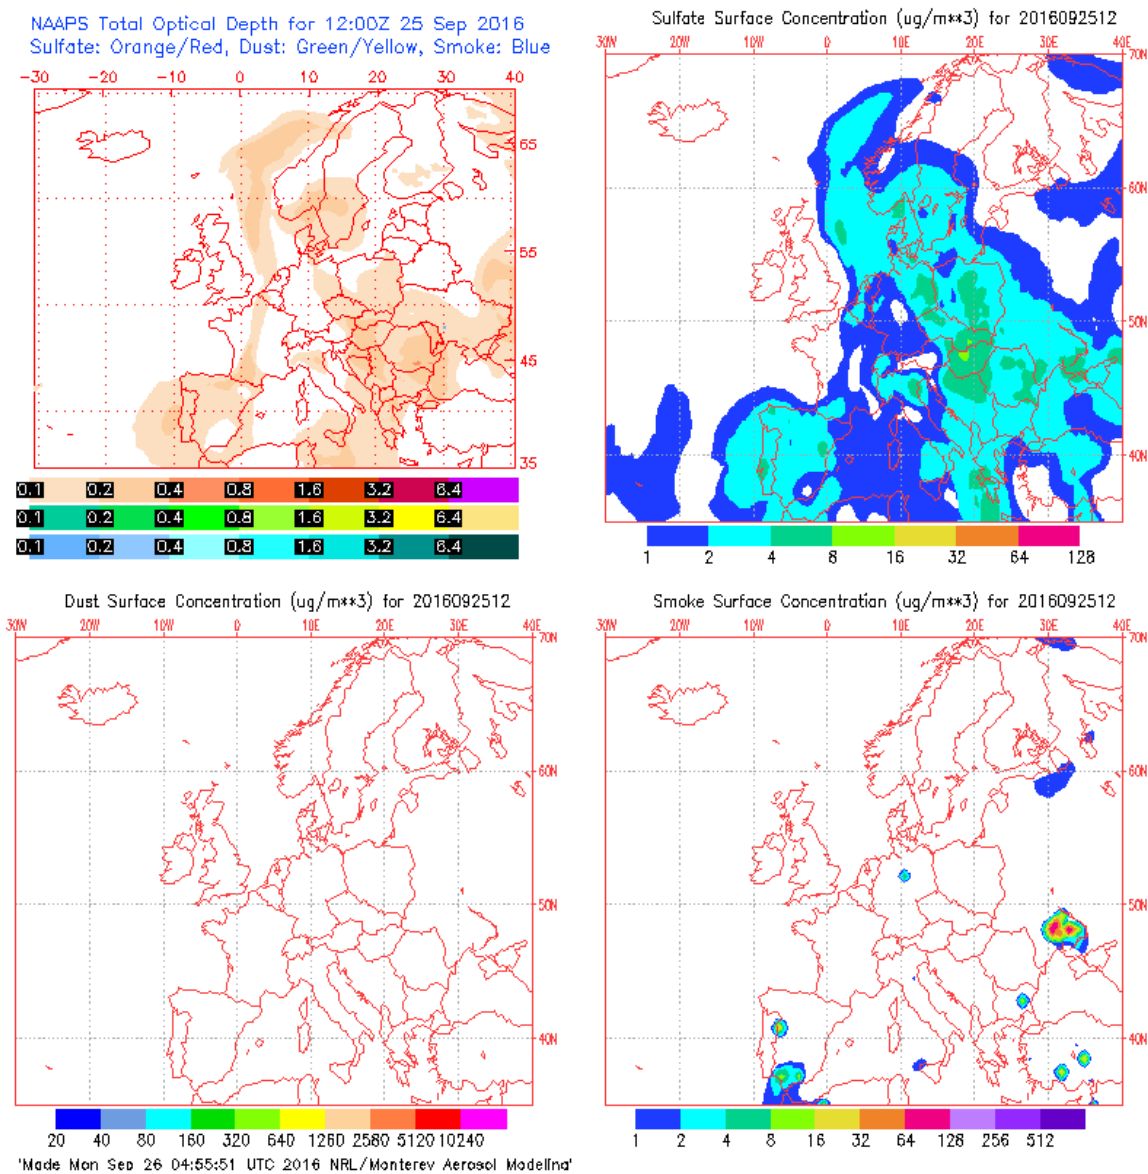 NAAPS Total Optical Depth for 12:00Z 25 Sep 2016
Sulfate: Orange/Red, Dust: Green/Yellow, Smoke: Blue
-30 -20 -10 0 10 20 30 40
65
55
45
35
0.1 0.2 0.4 0.8 1.6 3.2 6.4
0.1 0.2 0.4 0.8 1.6 3.2 6.4
0.1 0.2 0.4 0.8 1.6 3.2 6.4
Sulfate Surface Concentration (ug/m**3) for 2016092512
30W 20W 10W 0 10E 20E 30E 40E
70N
60N
50N
40N
1 2 4 8 16 32 64 128
Dust Surface Concentration (ug/m**3) for 2016092512
30W 20W 10W 0 10E 20E 30E 40E
70N
60N
50N
40N
20 40 80 160 320 640 1260 2580 5120 10240
'Made Mon Sep 26 04:55:51 UTC 2016 NRL/Monterey Aerosol Modeling'
Smoke Surface Concentration (ug/m**3) for 2016092512
30W 20W 10W 0 10E 20E 30E 40E
70N
60N
50N
40N
1 2 4 8 16 32 64 128 256 512